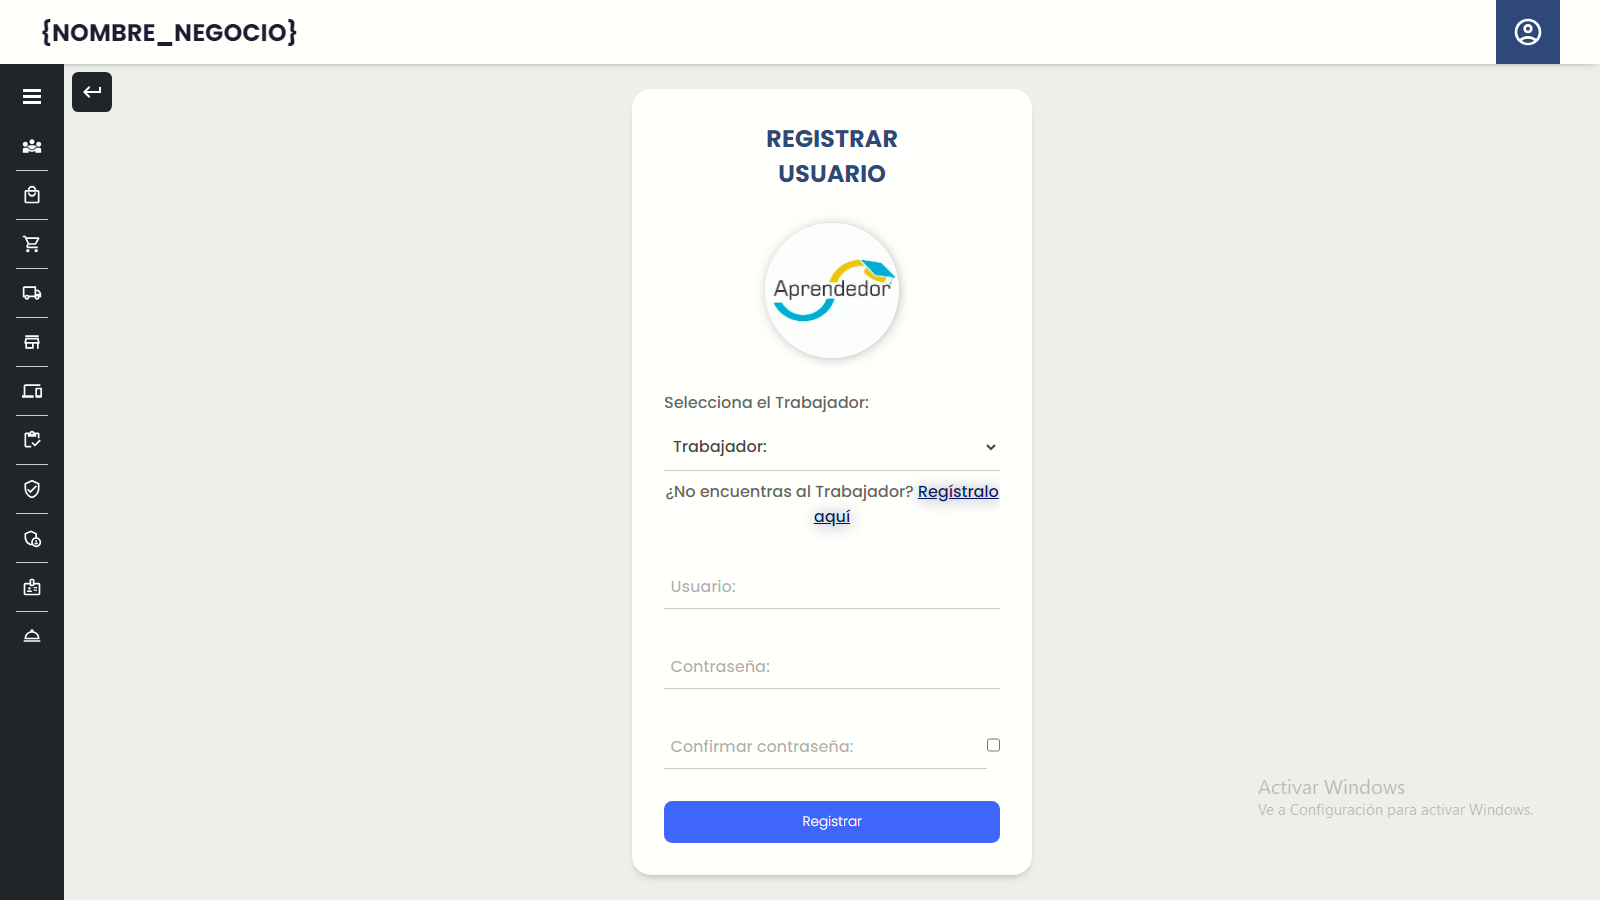 {NOMBRE_NEGOCIO}
REGISTRAR
USUARIO
Aprendedor
Selecciona el Trabajador:
Trabajador:
¿No encuentras al Trabajador? Regístralo
aquí
Usuario:
Contraseña:
Confirmar contraseña:
Registrar
Activar Windows
Ve a Configuración para activar Windows.